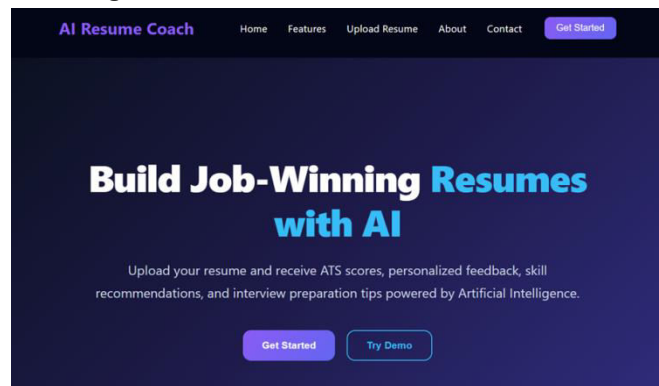 AI Resume Coach
Home Features Upload Resume About Contact Get Started
Build Job-Winning Resumes
with AI
Upload your resume and receive ATS scores, personalized feedback, skill
recommendations, and interview preparation tips powered by Artificial Intelligence.
Get Started Try Demo